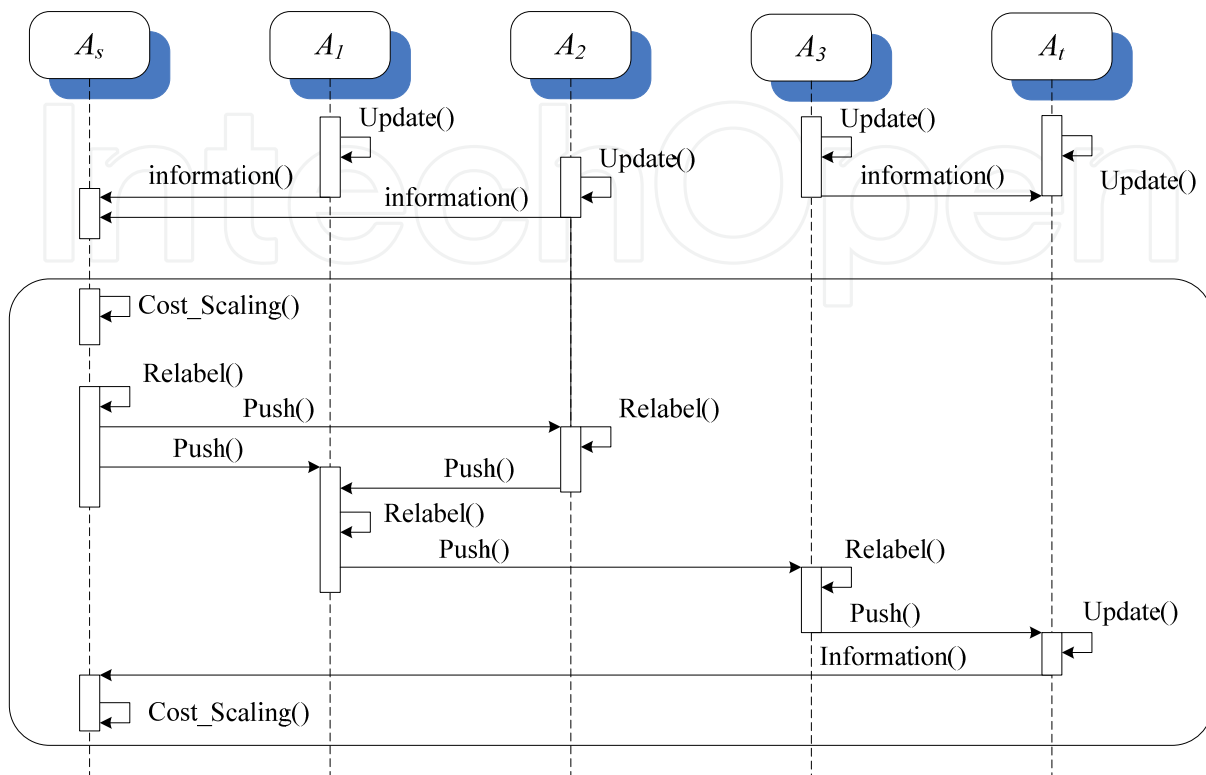 As
A1
A2
A3
At
Update()
Update()
Update()
Update()
information()
information()
information()
IntechOpen
Cost_Scaling()
Relabel()
Push()
Relabel()
Push()
Push()
Relabel()
Push()
Relabel()
Push()
Update()
Information()
Cost_Scaling()